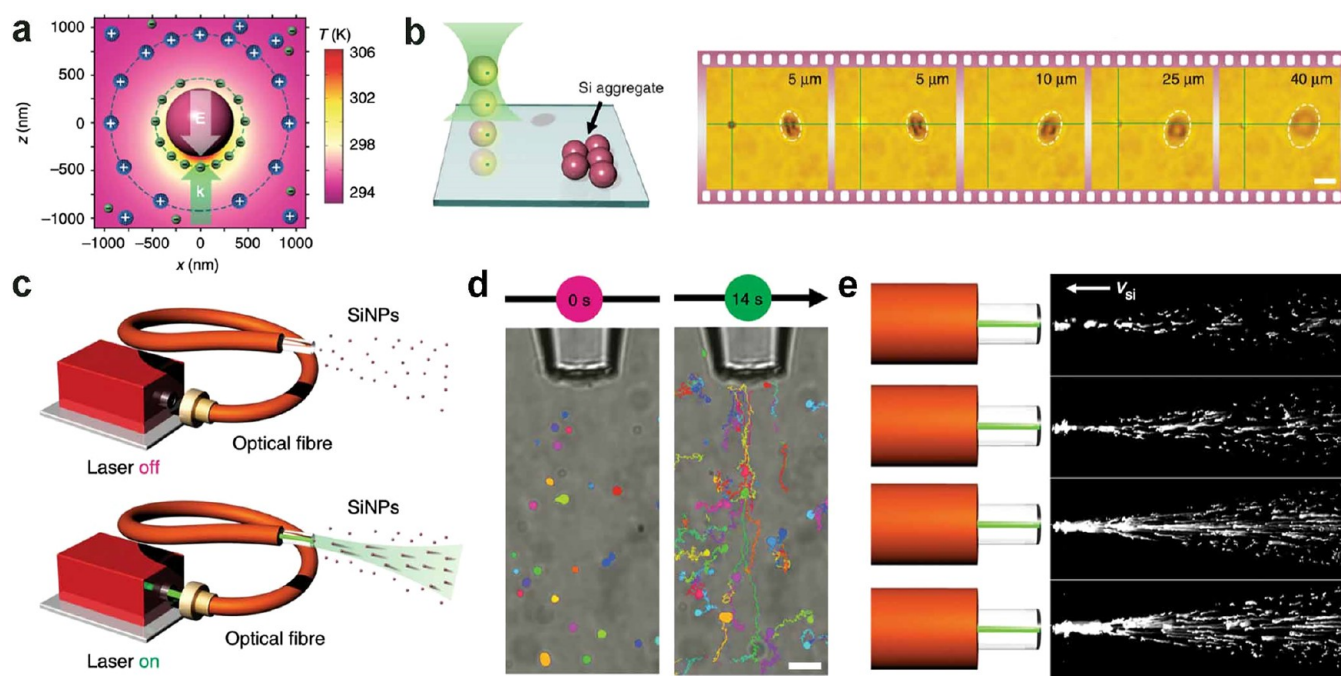 a
T (K)
1000
500
0
−500
−1000
z (nm)
−1000 −500 0 500 1000
x (nm)
306
302
298
294
E
k
b
Si aggregate
5 μm
5 μm
10 μm
25 μm
40 μm
c
SiNPs
Optical fibre
Laser off
SiNPs
Optical fibre
Laser on
d
0 s
14 s
e
Vsi